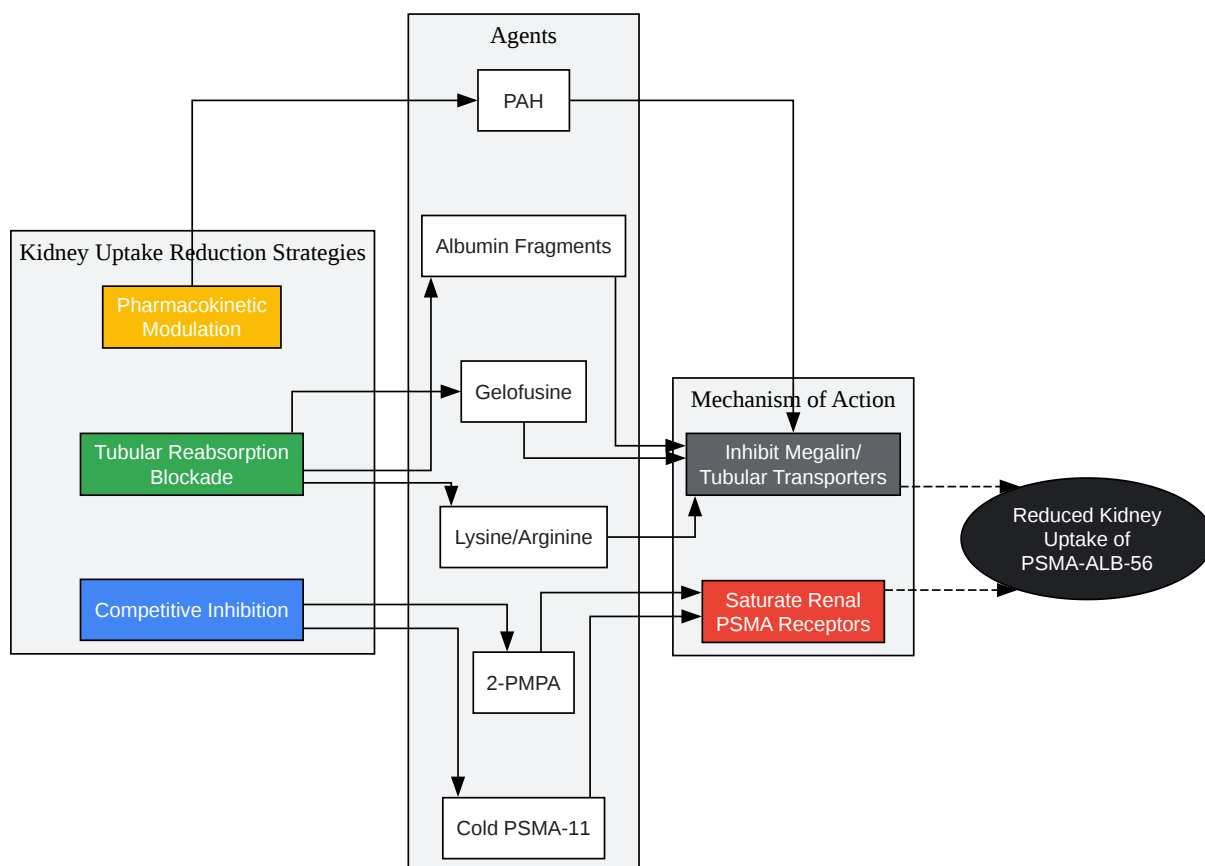 Agents
PAH
Albumin Fragments
Kidney Uptake Reduction Strategies
Pharmacokinetic
Modulation
Gelofusine
Mechanism of Action
Tubular Reabsorption
Blockade
Inhibit Megalin/
Tubular Transporters
Lysine/Arginine
Reduced Kidney
Uptake of
PSMA-ALB-56
Competitive Inhibition
Saturate Renal
PSMA Receptors
2-PMPA
Cold PSMA-11